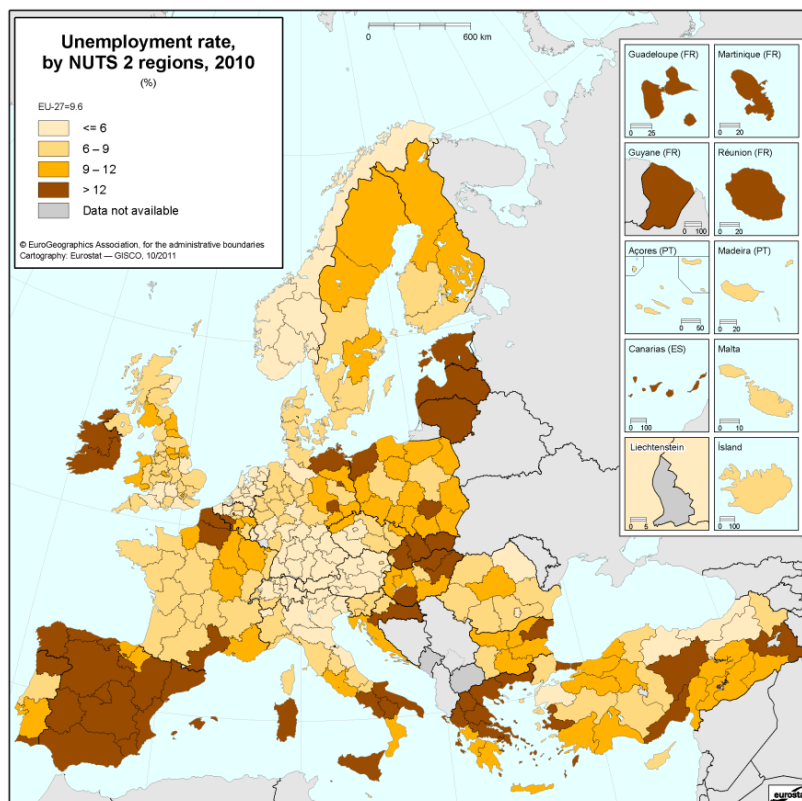 Unemployment rate,
by NUTS 2 regions, 2010
(%)
EU-27=9.6
<= 6
6 – 9
9 – 12
> 12
Data not available
© EuroGeographics Association, for the administrative boundaries
Cartography: Eurostat — GISCO, 10/2011
0 600 km
Guadeloupe (FR)
0 25
Martinique (FR)
0 20
Guyane (FR)
0 100
Réunion (FR)
0 20
Açores (PT)
0 50
Madeira (PT)
0 20
Canarias (ES)
0 100
Malta
0 10
Liechtenstein
0 5
Ísland
0 100
eurostat